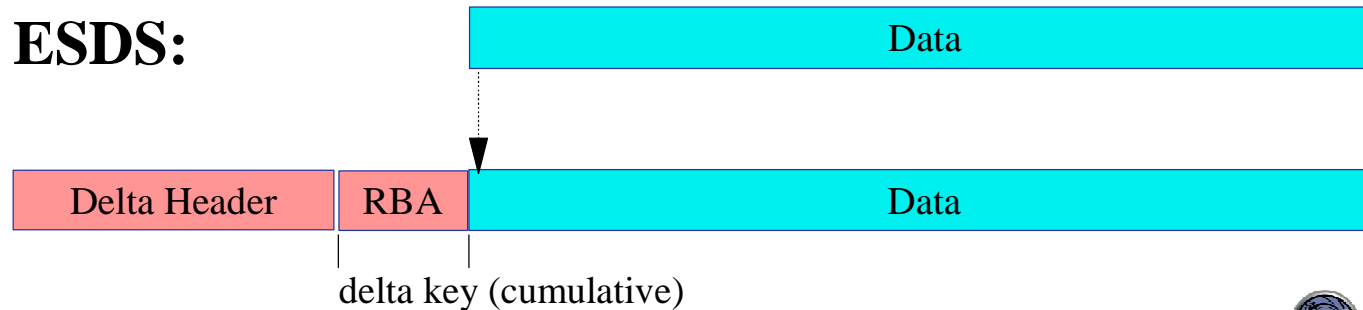 ESDS:
Data
Delta Header
RBA
Data
delta key (cumulative)